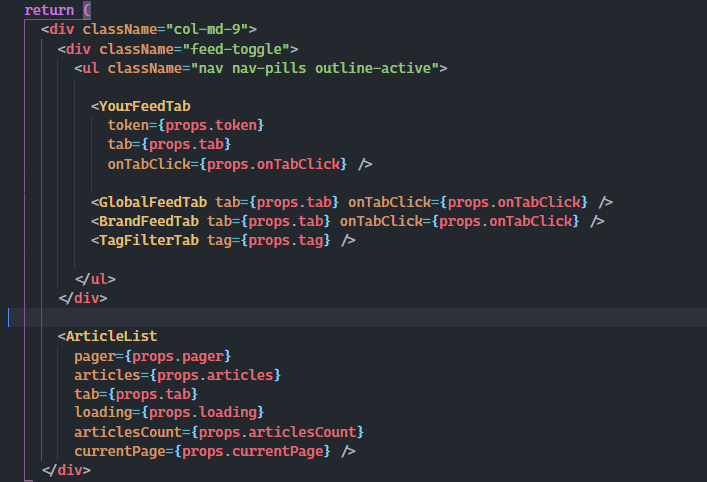 return (
<div className="col-md-9">
<div className="feed-toggle">
<ul className="nav nav-pills outline-active">
<YourFeedTab
token={props.token}
tab={props.tab}
onTabClick={props.onTabClick} />
<GlobalFeedTab tab={props.tab} onTabClick={props.onTabClick} />
<BrandFeedTab tab={props.tab} onTabClick={props.onTabClick} />
<TagFilterTab tag={props.tag} />
</ul>
</div>
<ArticleList
pager={props.pager}
articles={props.articles}
tab={props.tab}
loading={props.loading}
articlesCount={props.articlesCount}
currentPage={props.currentPage} />
</div>